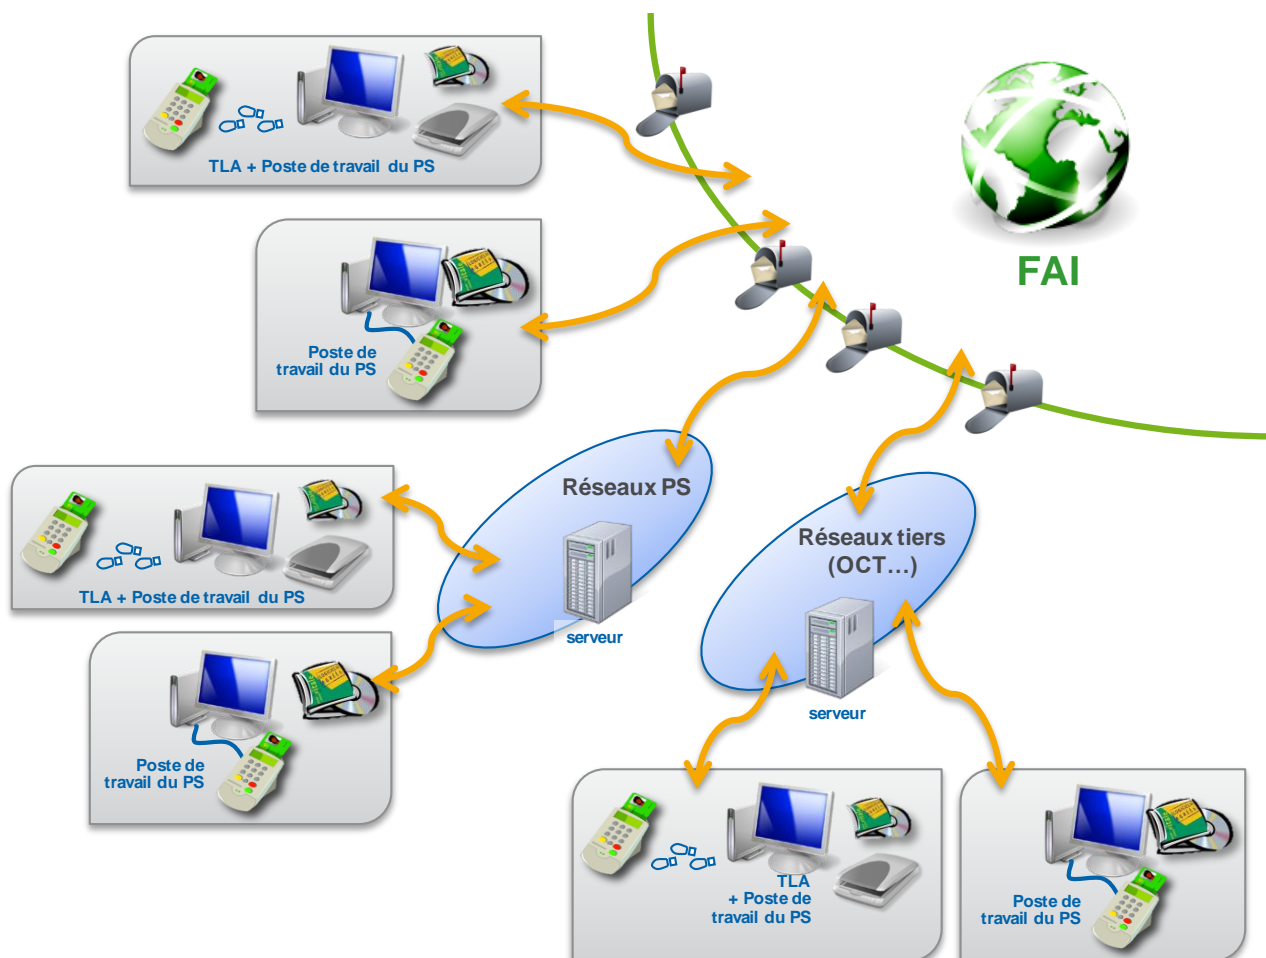 TLA + Poste de travail du PS
FAI
Poste de
travail du PS
Réseaux PS
serveur
Réseaux tiers
(OCT...)
serveur
TLA + Poste de travail du PS
Poste de
travail du PS
TLA
+ Poste de
travail du PS
Poste de
travail du PS